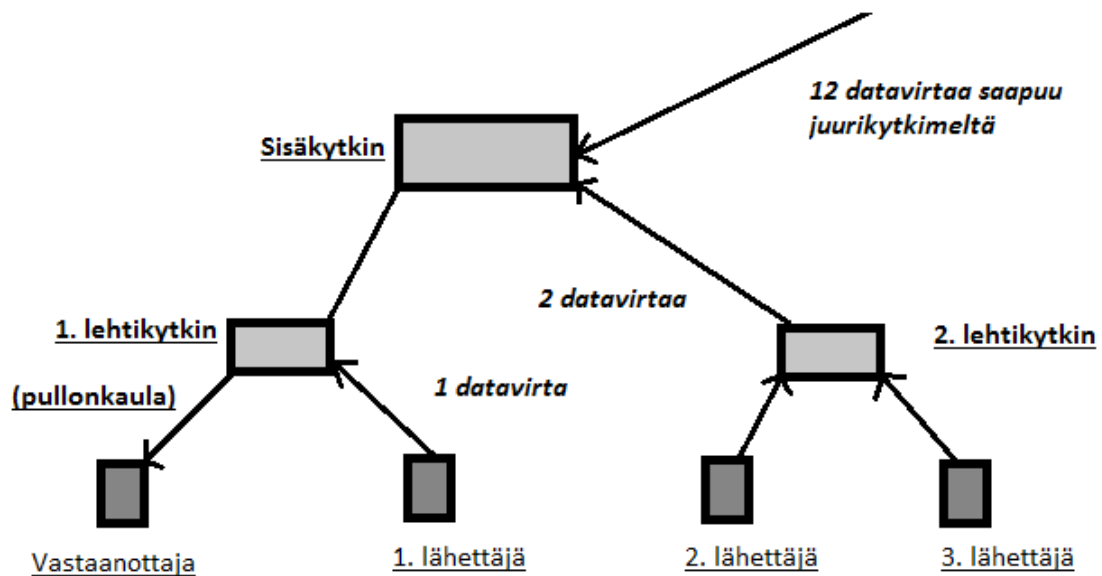 12 datavirtaa saapuu
juurikytkimeltä
Sisäkytkin
2 datavirtaa
1. lehtikytkin
2. lehtikytkin
(pullonkaula)
1 datavirta
Vastaanottaja
1. lähettäjä
2. lähettäjä
3. lähettäjä